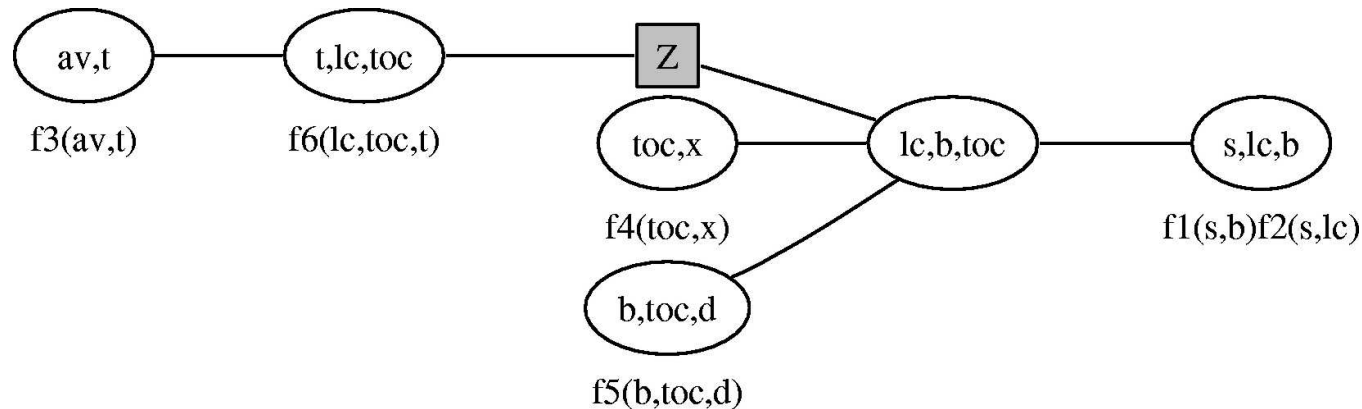 av,t
t,lc,toc
Z
f3(av,t)
f6(lc,toc,t)
toc,x
lc,b,toc
s,lc,b
f4(toc,x)
f1(s,b)f2(s,lc)
b,toc,d
f5(b,toc,d)